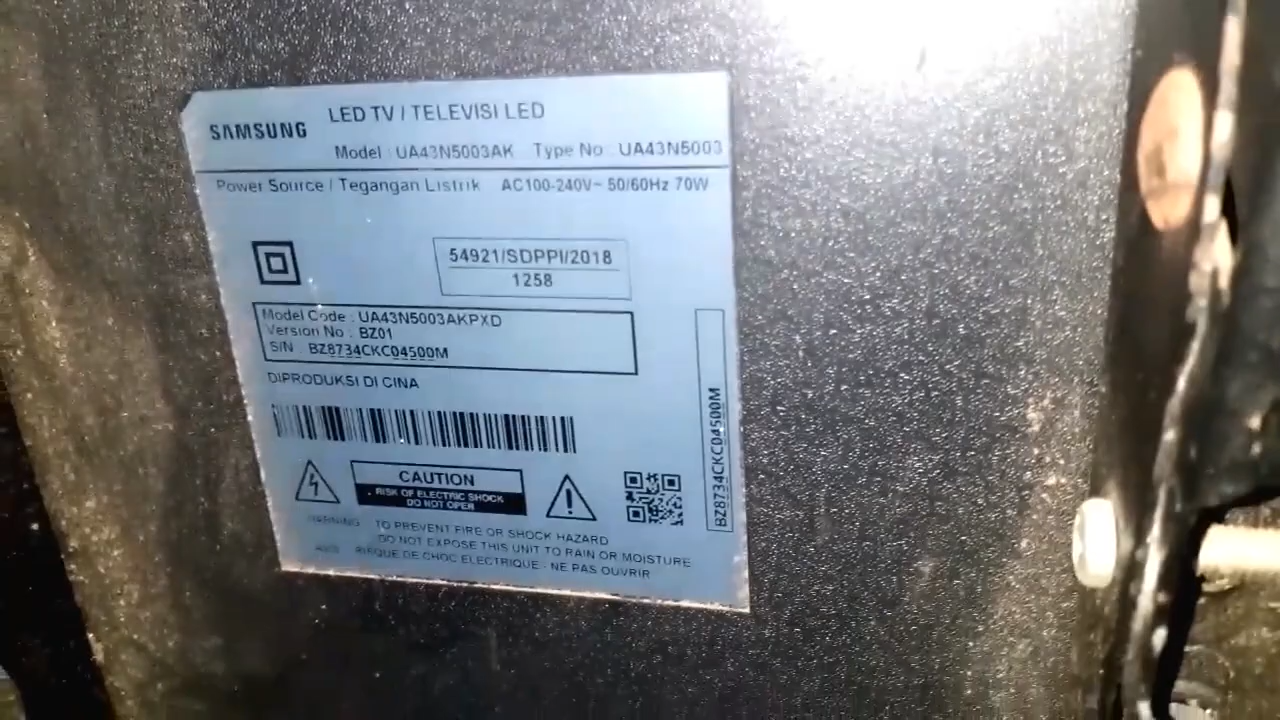 SAMSUNG
LED TV / TELEVISI LED
Model : UA43N5003AK Type No : UA43N5003
Power Source / Tegangan Listrik AC100-240V~ 50/60Hz 70W
54921/SDPPI/2018
1258
Model Code : UA43N5003AKPXD
Version No : BZ01
S/N : BZ8734CKC04500M
DIPRODUKSI DI CINA
BZ8734CKC04500M
CAUTION
RISK OF ELECTRIC SHOCK
DO NOT OPEN
WARNING TO PREVENT FIRE OR SHOCK HAZARD
DO NOT EXPOSE THIS UNIT TO RAIN OR MOISTURE
AVIS RISQUE DE CHOC ELECTRIQUE - NE PAS OUVRIR